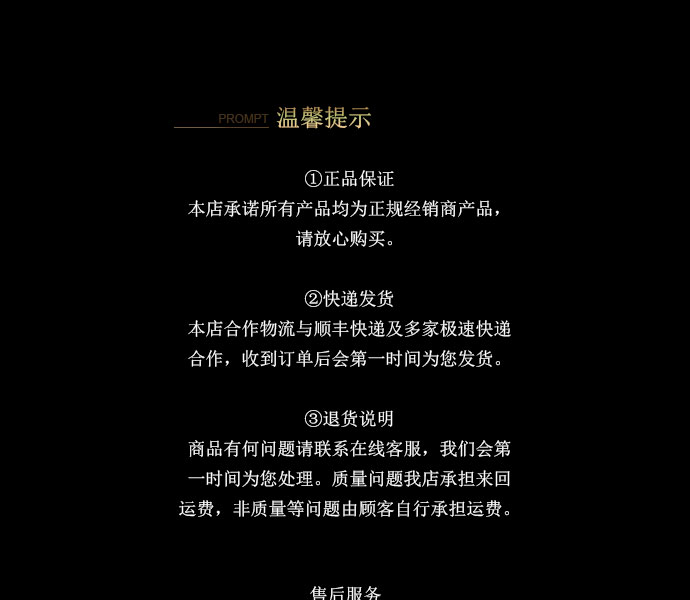 PROMPT 温馨提示
①正品保证
本店承诺所有产品均为正规经销商产品，
请放心购买。
②快递发货
本店合作物流与顺丰快递及多家极速快递
合作，收到订单后会第一时间为您发货。
③退货说明
商品有何问题请联系在线客服，我们会第
一时间为您处理。质量问题我店承担来回
运费，非质量等问题由顾客自行承担运费。
售后服务